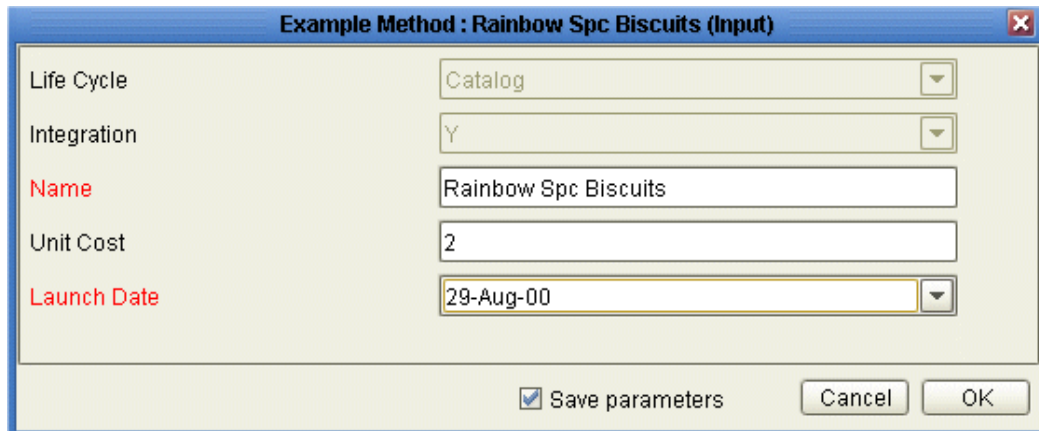 Example Method : Rainbow Spc Biscuits (Input)
Life Cycle Catalog
Integration Y
Name Rainbow Spc Biscuits
Unit Cost 2
Launch Date 29-Aug-00
Save parameters Cancel OK